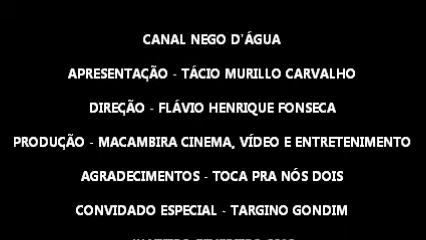 CANAL NEGO D'ÁGUA
APRESENTAÇÃO - TÁCIO MURILLO CARVALHO
DIREÇÃO - FLÁVIO HENRIQUE FONSECA
PRODUÇÃO - MACAMBIRA CINEMA, VÍDEO E ENTRETENIMENTO
AGRADECIMENTOS - TOCA PRA NÓS DOIS
CONVIDADO ESPECIAL - TARGINO GONDIM